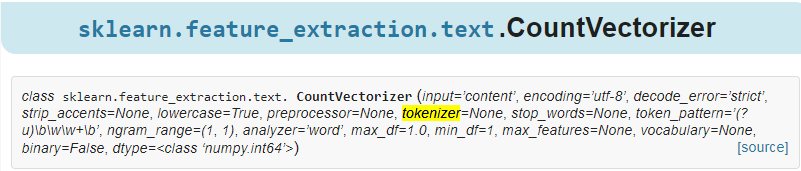 sklearn.feature_extraction.text.CountVectorizer
class sklearn.feature_extraction.text. CountVectorizer (input=’content’, encoding=’utf-8’, decode_error=’strict’,
strip_accents=None, lowercase=True, preprocessor=None, tokenizer=None, stop_words=None, token_pattern=’(?
u)\b\w\w+\b’, ngram_range=(1, 1), analyzer=’word’, max_df=1.0, min_df=1, max_features=None, vocabulary=None,
binary=False, dtype=<class ‘numpy.int64’>) [source]